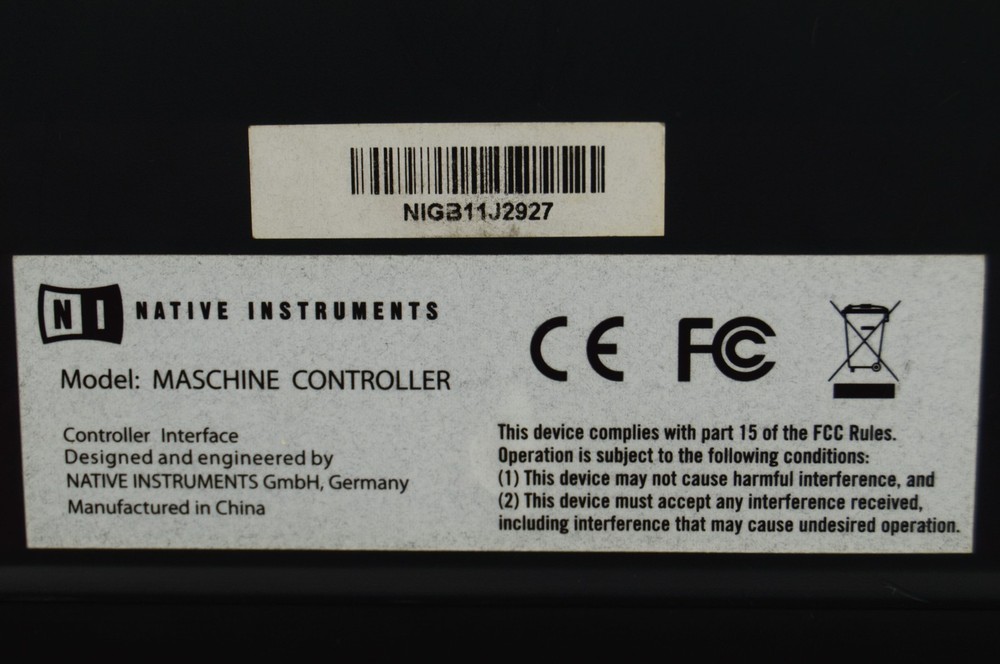 NIGB11J2927
NI NATIVE INSTRUMENTS
Model: MASCHINE CONTROLLER
Controller Interface
Designed and engineered by
NATIVE INSTRUMENTS GmbH, Germany
Manufactured in China
CE FC
This device complies with part 15 of the FCC Rules.
Operation is subject to the following conditions:
(1) This device may not cause harmful interference, and
(2) This device must accept any interference received,
including interference that may cause undesired operation.